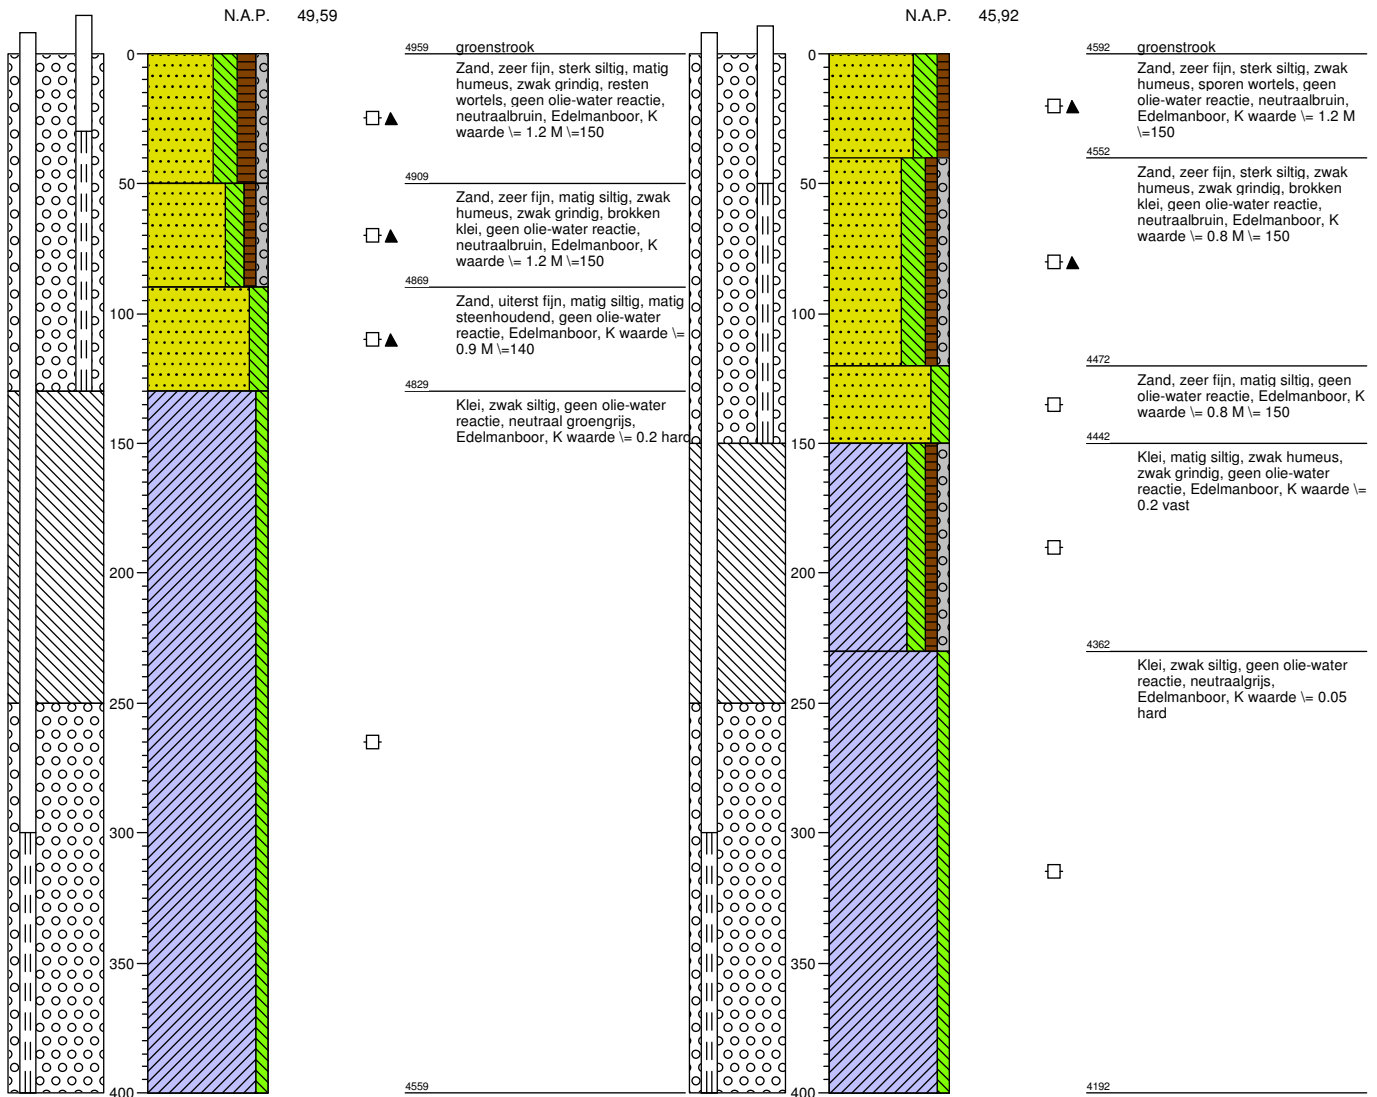 N.A.P. 49,59
0
50
100
150
200
250
300
350
400
4959 groenstrook
Zand, zeer fijn, sterk siltig, matig
humeus, zwak grindig, resten
wortels, geen olie-water reactie,
neutraalbruin, Edelmanboor, K
waarde \= 1.2 M \=150
4909
Zand, zeer fijn, matig siltig, zwak
humeus, zwak grindig, brokken
klei, geen olie-water reactie,
neutraalbruin, Edelmanboor, K
waarde \= 1.2 M \=150
4869
Zand, uiterst fijn, matig siltig, matig
steenhoudend, geen olie-water
reactie, Edelmanboor, K waarde \=
0.9 M \=140
4829
Klei, zwak siltig, geen olie-water
reactie, neutraal groengrijs,
Edelmanboor, K waarde \= 0.2 hard
4559
N.A.P. 45,92
0
50
100
150
200
250
300
350
400
4592 groenstrook
Zand, zeer fijn, sterk siltig, zwak
humeus, sporen wortels, geen
olie-water reactie, neutraalbruin,
Edelmanboor, K waarde \= 1.2 M
\=150
4552
Zand, zeer fijn, sterk siltig, zwak
humeus, zwak grindig, brokken
klei, geen olie-water reactie,
neutraalbruin, Edelmanboor, K
waarde \= 0.8 M \= 150
4472
Zand, zeer fijn, matig siltig, geen
olie-water reactie, Edelmanboor, K
waarde \= 0.8 M \= 150
4442
Klei, matig siltig, zwak humeus,
zwak grindig, geen olie-water
reactie, Edelmanboor, K waarde \=
0.2 vast
4362
Klei, zwak siltig, geen olie-water
reactie, neutraalgrijs,
Edelmanboor, K waarde \= 0.05
hard
4192